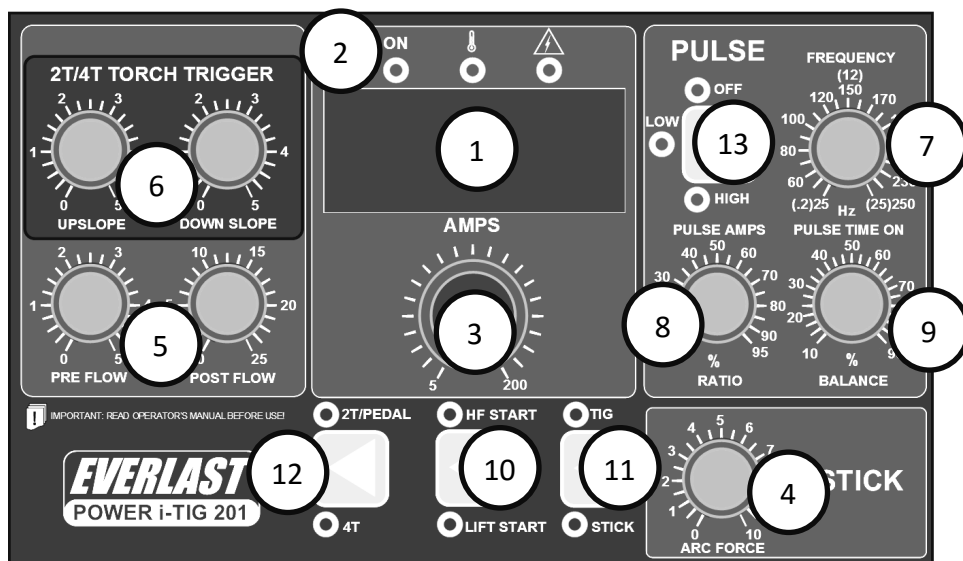 2T/4T TORCH TRIGGER
2 3
1
0 5
UPSLOPE
2 3
4
0 5
DOWN SLOPE
6
2 3
1
0 5
PRE FLOW
10 15
20
25
POST FLOW
5
2
ON
1
AMPS
3
5 200
PULSE
OFF
LOW
HIGH
13
FREQUENCY
(12)
150
120 170
100
80
60
(.2)25 (25)250
Hz
7
PULSE AMPS
50
40 60
30 70
80
90
95
%
RATIO
8
PULSE TIME ON
50
40 60
30 70
20
10
%
BALANCE
9
! IMPORTANT: READ OPERATOR'S MANUAL BEFORE USE!
EVERLAST
POWER i-TIG 201
2T/PEDAL
12
4T
HF START
10
LIFT START
TIG
11
STICK
5
4 6
3 7
2
1
0 10
ARC FORCE
4
STICK